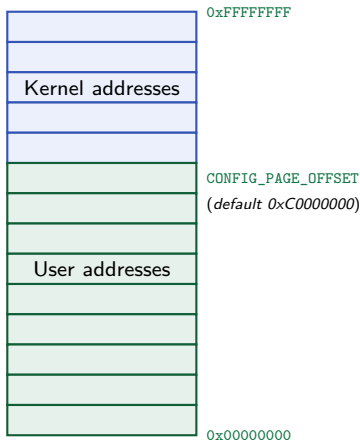 0xFFFFFFFF
Kernel addresses
CONFIG_PAGE_OFFSET
(default 0xC0000000)
User addresses
0x00000000